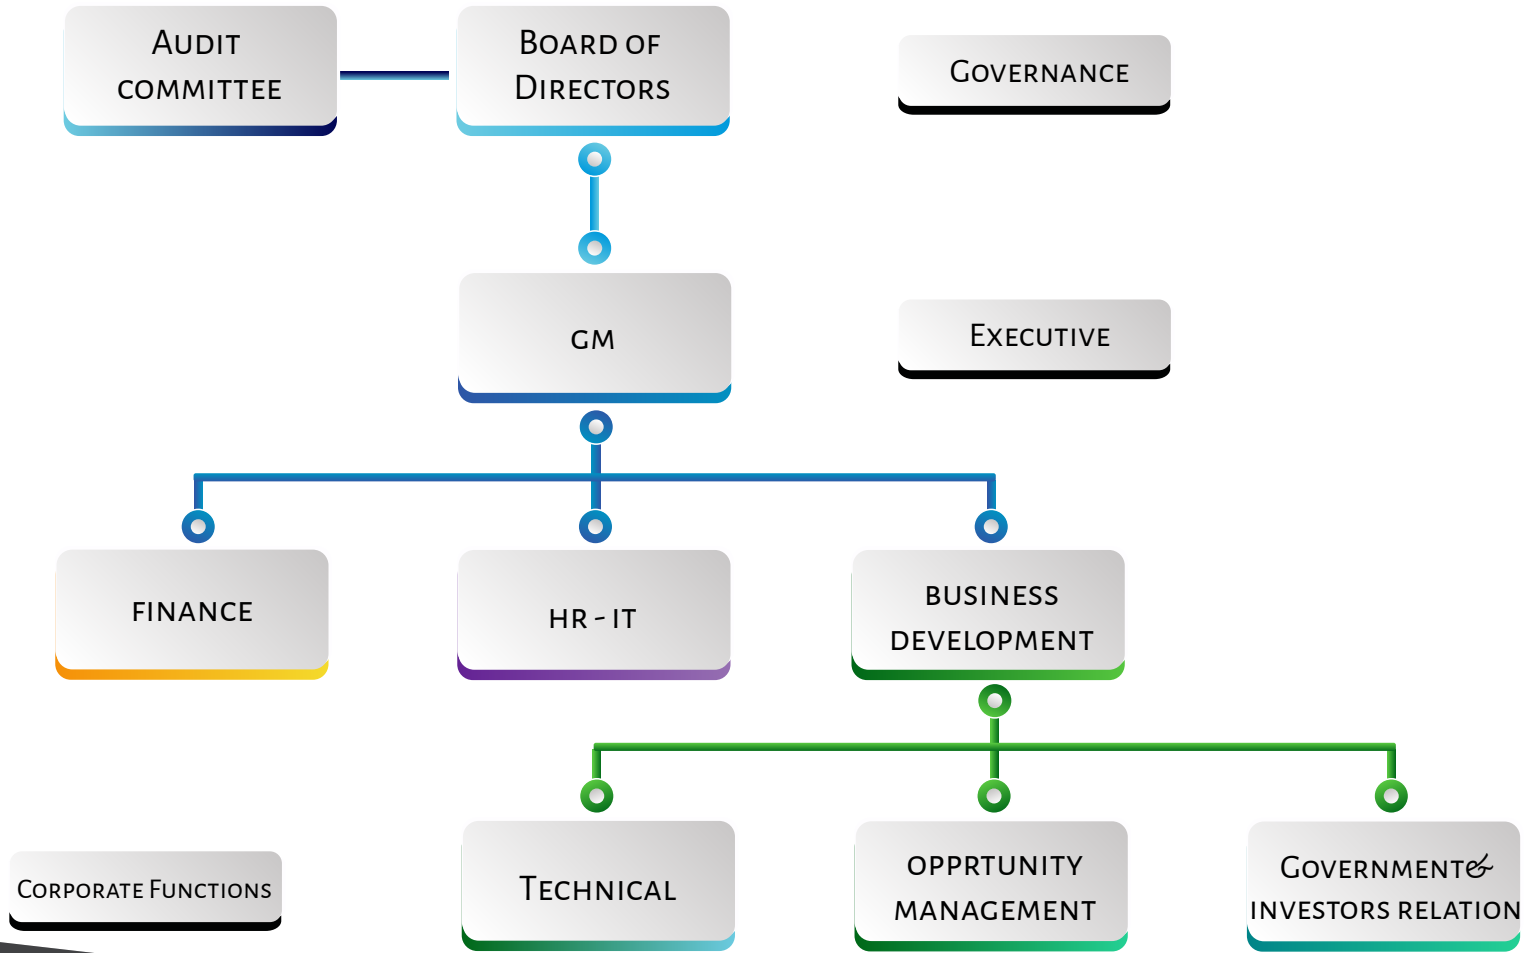 Audit
committee
Board of
Directors
Governance
GM
Executive
FINANCE
HR - IT
BUSINESS
DEVELOPMENT
Corporate Functions
Technical
OPPRTUNITY
MANAGEMENT
Government&
investors relation